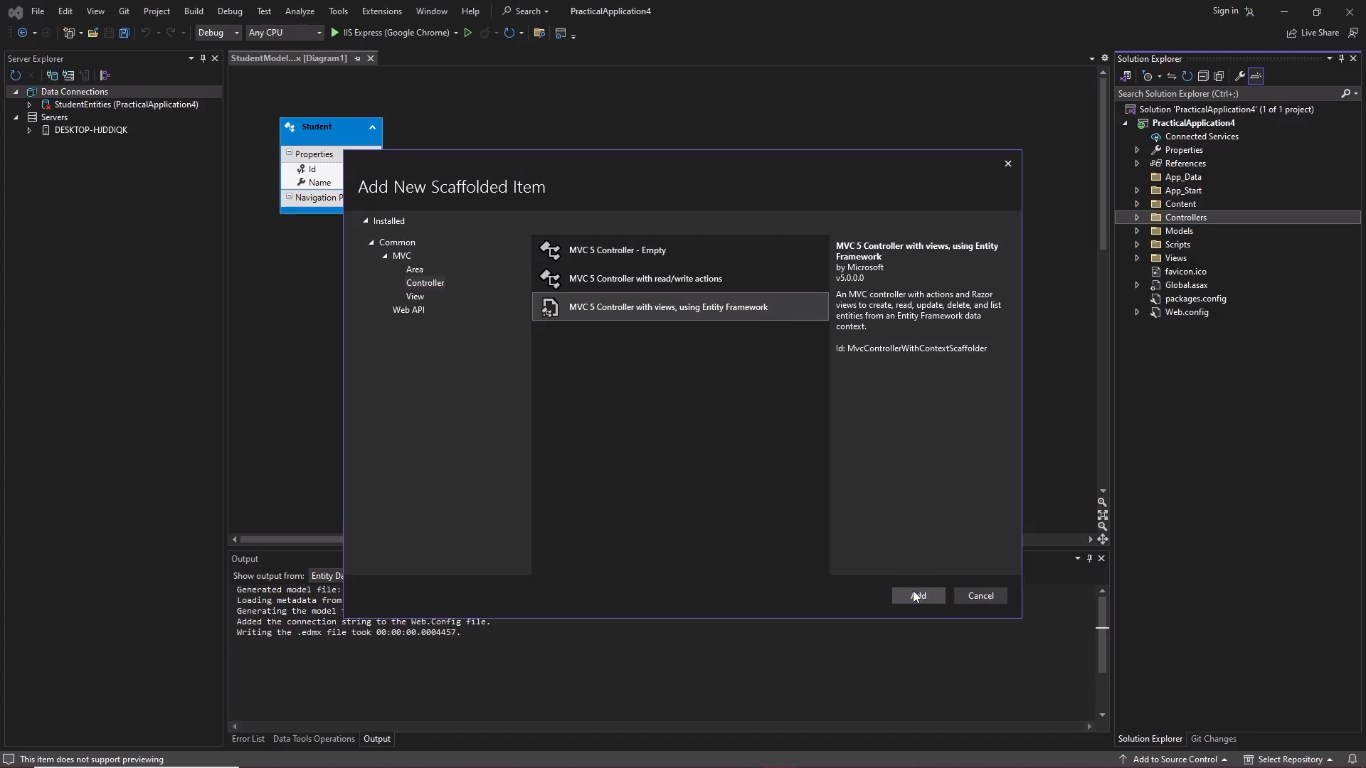 File Edit View Git Project Build Debug Test Analyze Tools Extensions Window Help Search PracticalApplication4 Sign in
Debug Any CPU IIS Express (Google Chrome) Live Share
Server Explorer
Data Connections
StudentEntities (PracticalApplication4)
Servers
DESKTOP-HJDDIQK
StudentModel...x [Diagram1]
Student
Properties
Id
Name
Navigation P
Add New Scaffolded Item
Installed
Common
MVC
Area
Controller
View
Web API
MVC 5 Controller - Empty
MVC 5 Controller with read/write actions
MVC 5 Controller with views, using Entity Framework
MVC 5 Controller with views, using Entity
Framework
by Microsoft
v5.0.0.0
An MVC controller with actions and Razor
views to create, read, update, delete, and list
entities from an Entity Framework data
context.
Id: MvcControllerWithContextScaffolder
Add Cancel
Output
Show output from: Entity Da
Generated model file:
Loading metadata from
Generating the model f
Added the connection string to the Web.Config file.
Writing the .edmx file took 00:00:00.0004457.
Error List Data Tools Operations Output
Solution Explorer
Search Solution Explorer (Ctrl+;)
Solution 'PracticalApplication4' (1 of 1 project)
PracticalApplication4
Connected Services
Properties
References
App_Data
App_Start
Content
Controllers
Models
Scripts
Views
favicon.ico
Global.asax
packages.config
Web.config
Solution Explorer Git Changes
This item does not support previewing Add to Source Control Select Repository